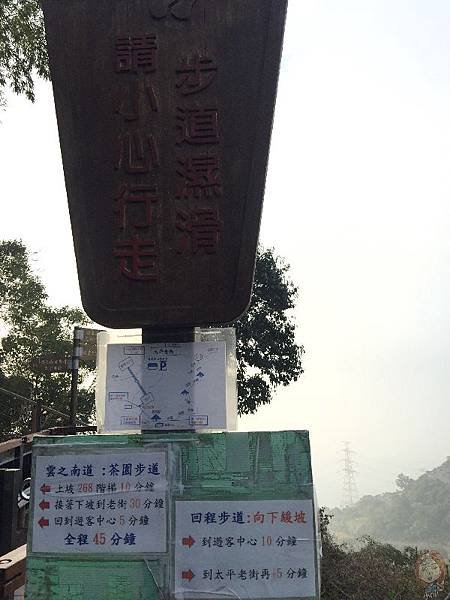 步道濕滑
請小心行走
P
雲之南道：茶園步道
上坡268階梯10分鐘
接著下坡到老街30分鐘
回到遊客中心5分鐘
全程45分鐘
回程步道：向下緩坡
到遊客中心10分鐘
到太平老街再+5分鐘